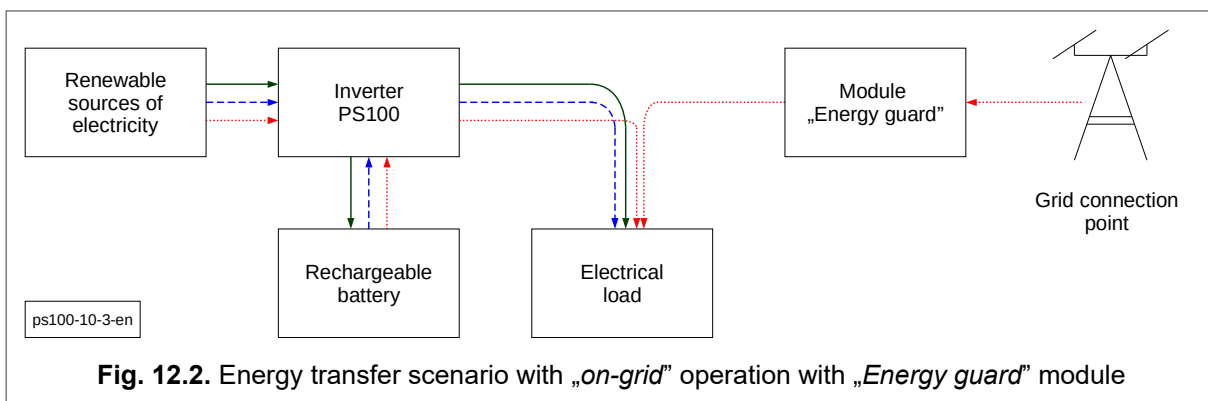 Renewable
sources of
electricity
Inverter
PS100
Module
„Energy guard”
Grid connection
point
Rechargeable
battery
Electrical
load
ps100-10-3-en
Fig. 12.2. Energy transfer scenario with „on-grid” operation with „Energy guard” module